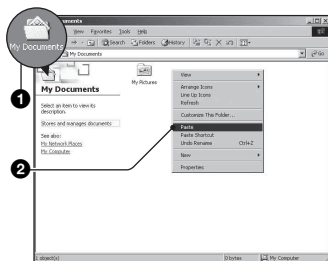 My Documents
uments
View Favorites Tools Help
Search Folders History
My Documents
Go
1
My Documents
Select an item to view its
description.
Stores and manages documents
See also:
My Network Places
My Computer
My Pictures
View
Arrange Icons
Line Up Icons
Refresh
Customize This Folder...
Paste
Paste Shortcut
Undo Rename Ctrl+Z
New
Properties
2
1 object(s)
0 bytes
My Computer